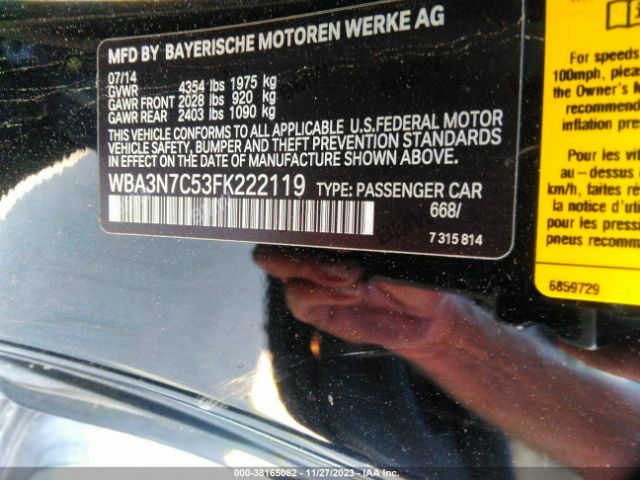 MFD BY BAYERISCHE MOTOREN WERKE AG
07/14
GVWR 4354 lbs 1975 kg
GAWR FRONT 2028 lbs 920 kg
GAWR REAR 2403 lbs 1090 kg
THIS VEHICLE CONFORMS TO ALL APPLICABLE U.S.FEDERAL MOTOR
VEHICLE SAFETY, BUMPER AND THEFT PREVENTION STANDARDS
IN EFFECT ON THE DATE OF MANUFACTURE SHOWN ABOVE.
WBA3N7C53FK222119 TYPE: PASSENGER CAR
668/
7 315 814
For speeds
100mph, pleas
the Owner's M
recommend
inflation pres
Pour les vit
au-dessus d
km/h, faites ré
la notice d'uti
pour les pressi
pneus recomm
6859729
000-38165082 - 11/27/2023 - IAA Inc.